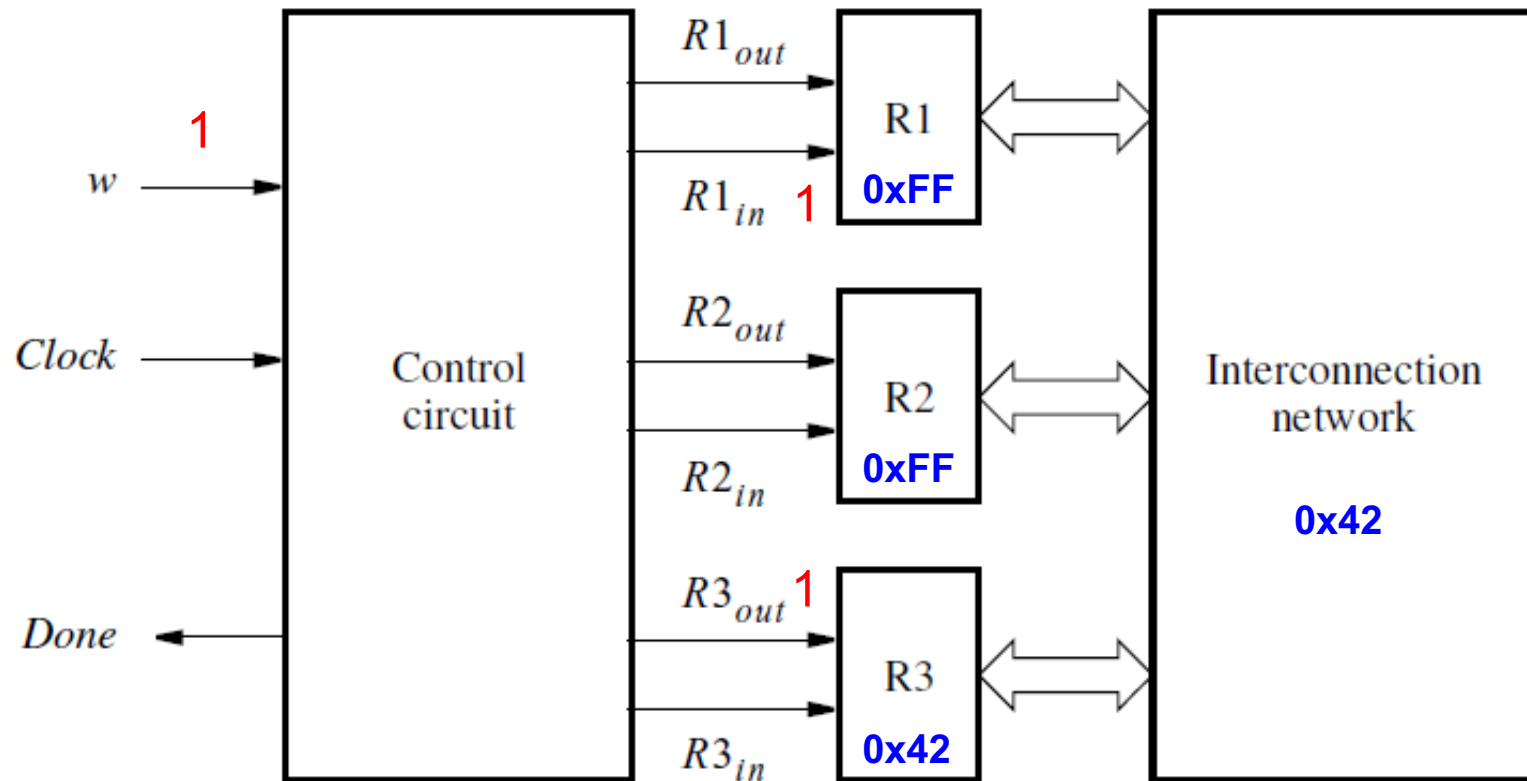 w
1
Clock
Done
Control
circuit
R1out
R1in 1
R2out
R2in
R3out 1
R3in
R1
0xFF
R2
0xFF
R3
0x42
Interconnection
network
0x42